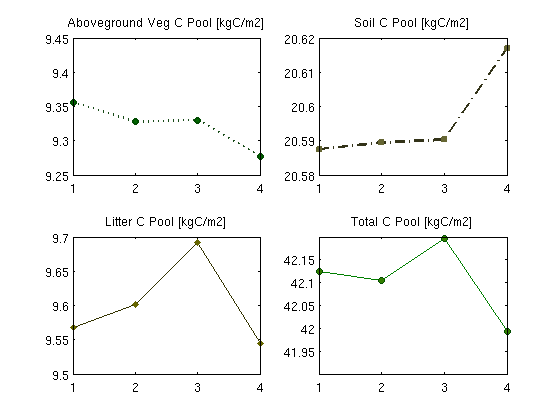 Aboveground Veg C Pool [kgC/m2]
9.45
9.4
9.35
9.3
9.25
1 2 3 4
Soil C Pool [kgC/m2]
20.62
20.61
20.6
20.59
20.58
1 2 3 4
Litter C Pool [kgC/m2]
9.7
9.65
9.6
9.55
9.5
1 2 3 4
Total C Pool [kgC/m2]
42.15
42.1
42.05
42
41.95
1 2 3 4